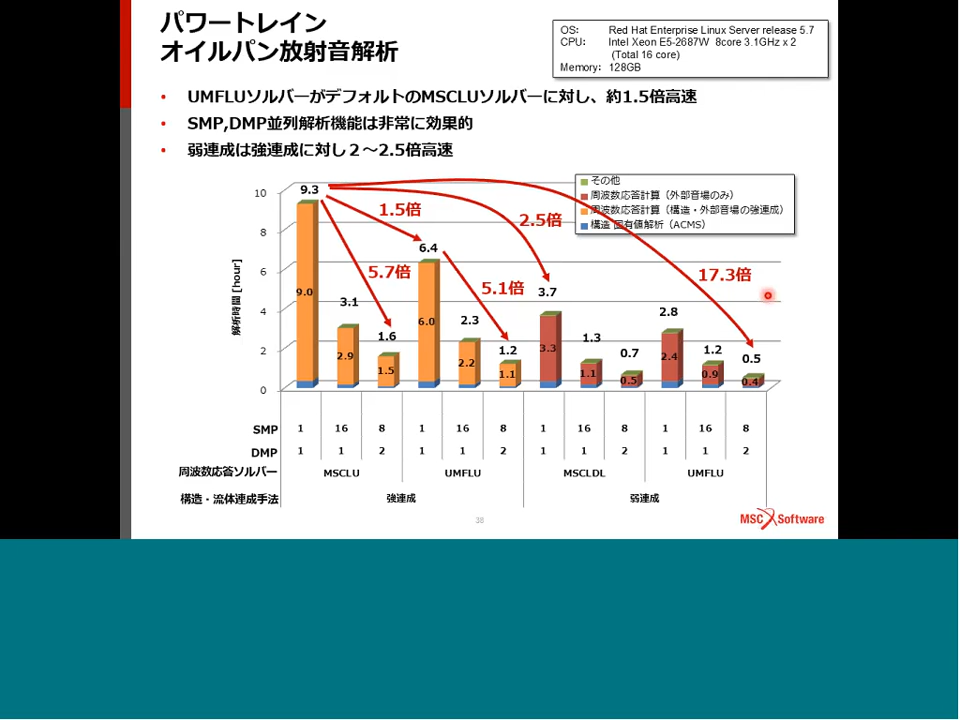 パワートレイン
オイルパン放射音解析
OS: Red Hat Enterprise Linux Server release 5.7
CPU: Intel Xeon E5-2687W 8core 3.1GHz x 2
(Total 16 core)
Memory: 128GB
• UMFLUソルバーがデフォルトのMSCLUソルバーに対し、約1.5倍高速
• SMP,DMP並列解析機能は非常に効果的
• 弱連成は強連成に対し２～2.5倍高速
その他
周波数応答計算（外部音場のみ）
周波数応答計算（構造・外部音場の強連成）
構造 固有値解析（ACMS）
解析時間 [hour]
10
8
6
4
2
0
9.3
9.0
3.1
2.9
1.6
1.5
6.4
6.0
2.3
2.2
1.2
1.1
3.7
3.3
1.3
1.1
0.7
0.5
2.8
2.4
1.2
0.9
0.5
0.4
1.5倍
5.7倍
5.1倍
2.5倍
17.3倍
SMP 1 16 8 1 16 8 1 16 8 1 16 8
DMP 1 1 2 1 1 2 1 1 2 1 1 2
周波数応答ソルバー MSCLU UMFLU MSCLDL UMFLU
構造・流体連成手法 強連成 弱連成
38
MSC Software